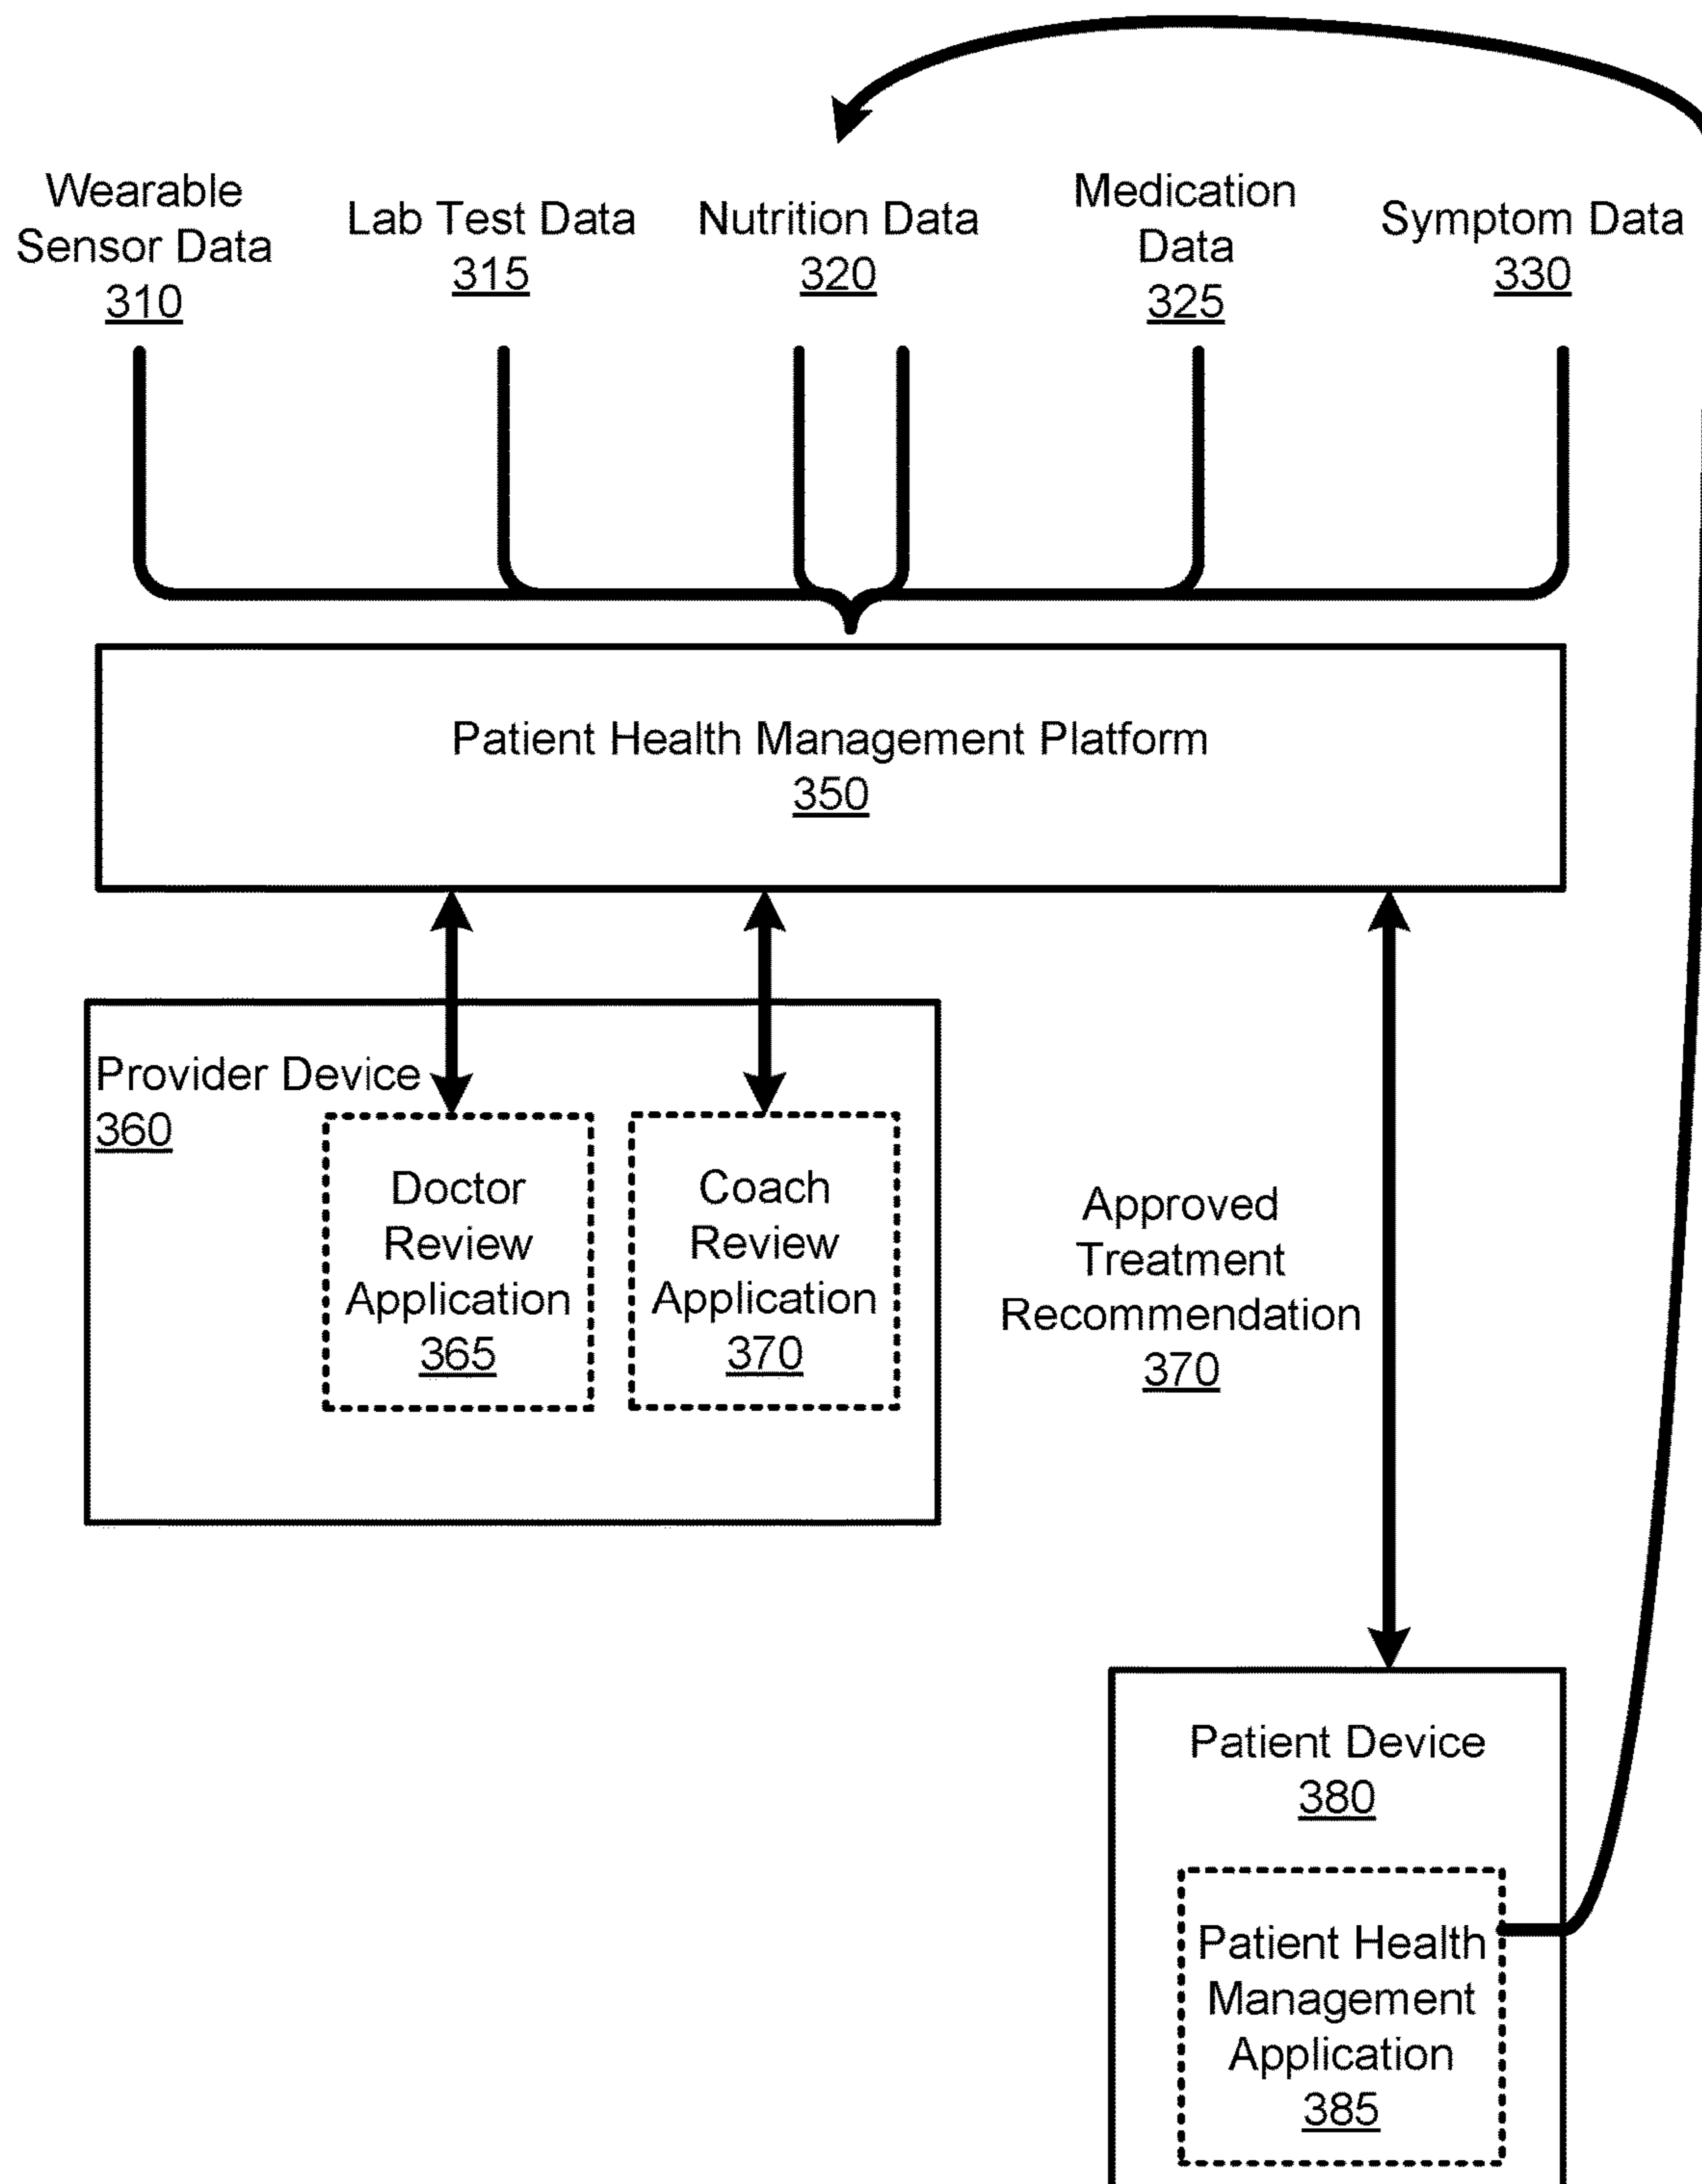 Wearable
Sensor Data
310
Lab Test Data
315
Nutrition Data
320
Medication
Data
325
Symptom Data
330
Patient Health Management Platform
350
Provider Device
360
Doctor
Review
Application
365
Coach
Review
Application
370
Approved
Treatment
Recommendation
370
Patient Device
380
Patient Health
Management
Application
385